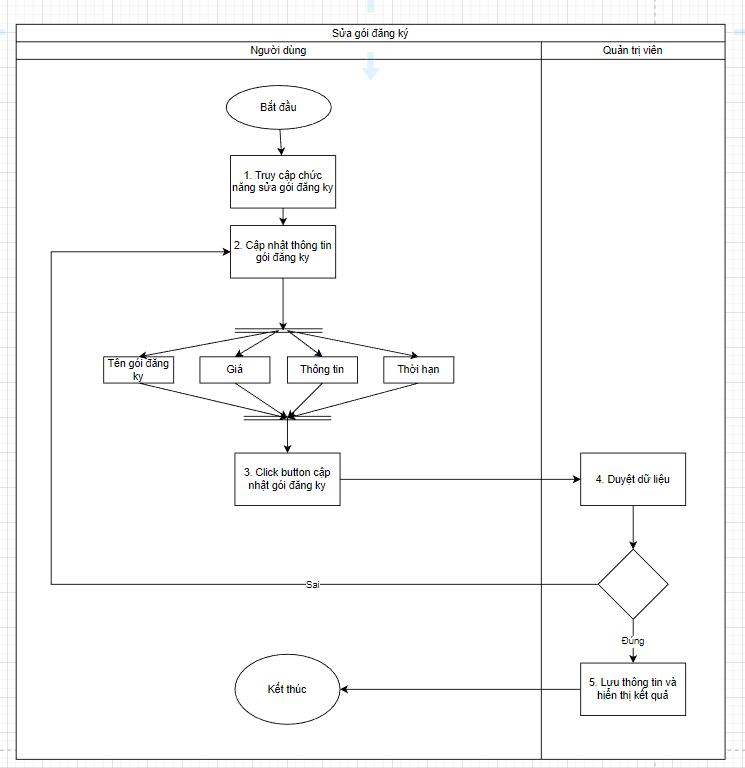 Sửa gói đăng ký
Người dùng
Quản trị viên
Bắt đầu
1. Truy cập chức
năng sửa gói đăng ky
2. Cập nhật thông tin
gói đăng ky
Tên gói đăng
ky
Giá
Thông tin
Thời hạn
3. Click button cập
nhật gói đăng ky
4. Duyệt dữ liệu
Sai
Đúng
5. Lưu thông tin và
hiển thị kết quả
Kết thúc